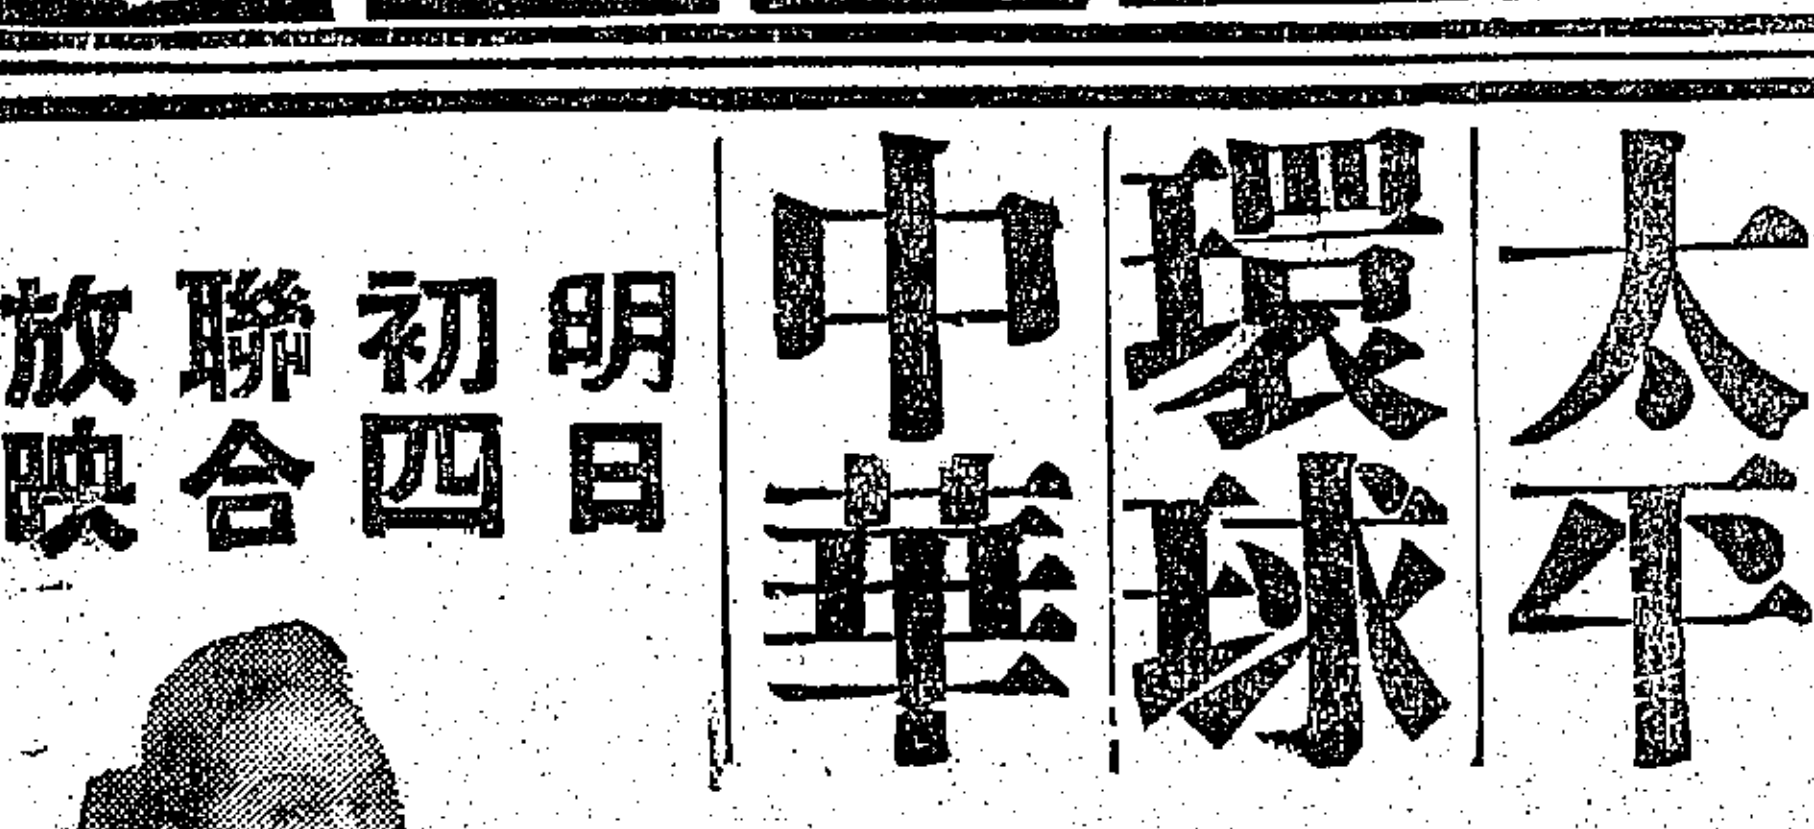 太平
環球
中華
明日
初四
聯合
放映